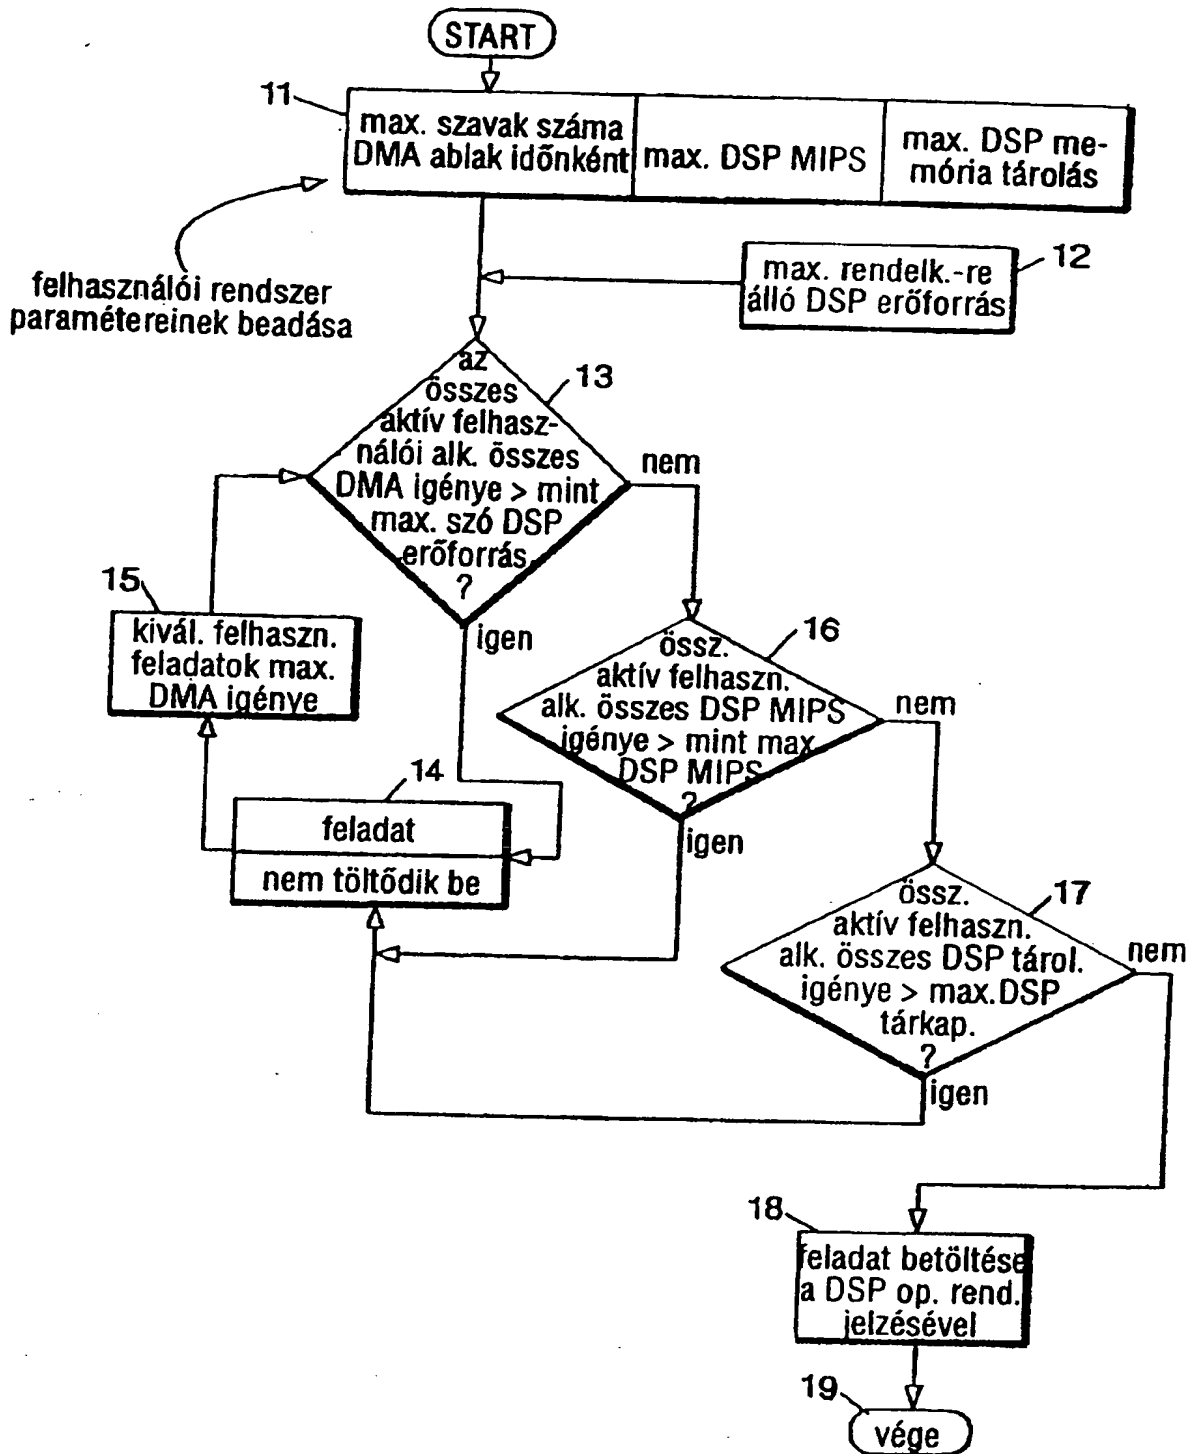 START
11
max. szavak száma
DMA ablak időnként
max. DSP MIPS
max. DSP me-
mória tárolás
felhasználói rendszer
paramétereinek beadása
12
max. rendelk.-re
álló DSP erőforrás
13
az
összes
aktív felhasz-
nálói alk. összes
DMA igénye > mint
max. szó DSP
erőforrás
?
nem
igen
15
kivál. felhaszn.
feladatok max.
DMA igénye
16
össz.
aktív felhaszn.
alk. összes DSP MIPS
igénye > mint max.
DSP MIPS
?
nem
igen
14
feladat
nem töltődik be
17
össz.
aktív felhaszn.
alk. összes DSP tárol.
igénye > max.DSP
tárkap.
?
nem
igen
18
feladat betöltése
a DSP op. rend.
jelzésével
19
vége